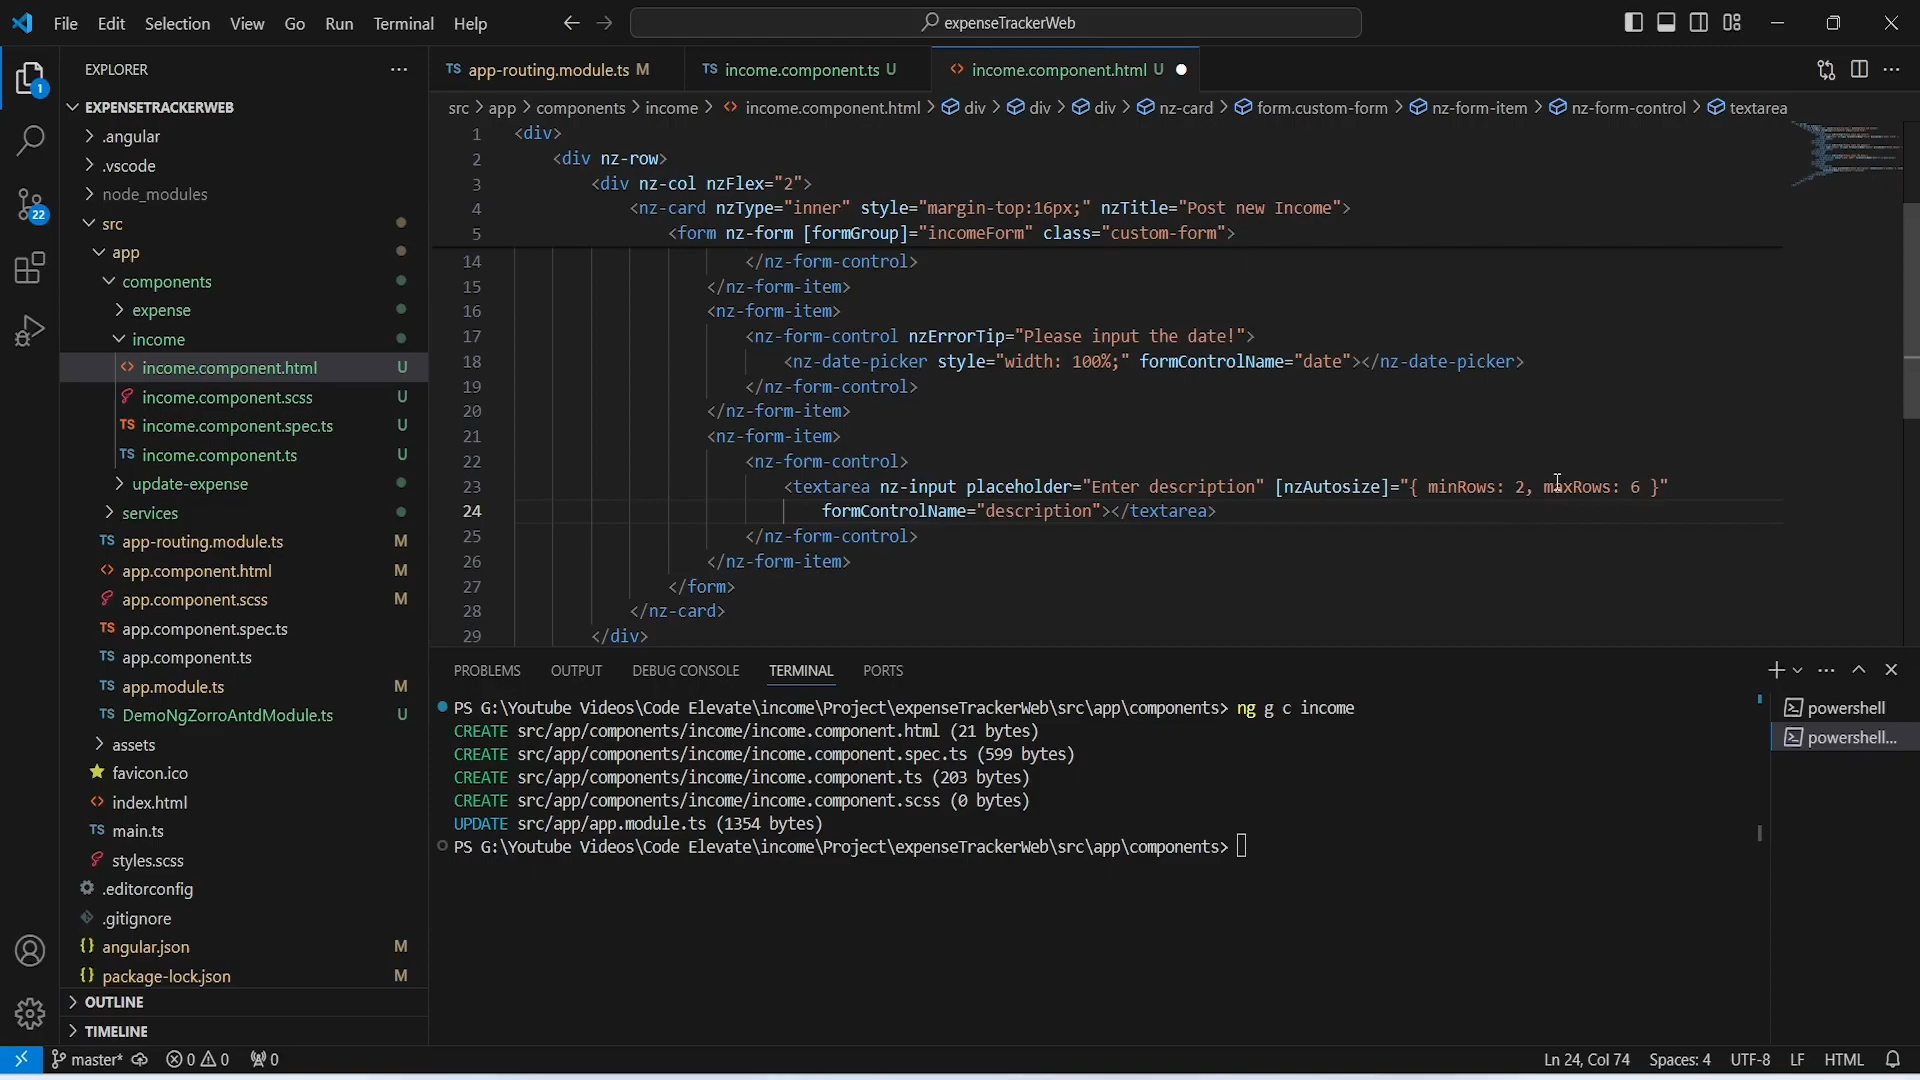 File Edit Selection View Go Run Terminal Help
expenseTrackerWeb
EXPLORER
EXPENSETRACKERWEB
.angular
.vscode
node_modules
src
app
components
expense
income
income.component.html U
income.component.scss U
income.component.spec.ts U
TS income.component.ts U
update-expense
services
TS app-routing.module.ts M
app.component.html M
app.component.scss M
TS app.component.spec.ts
TS app.component.ts
TS app.module.ts M
TS DemoNgZorroAntdModule.ts U
assets
favicon.ico
index.html
TS main.ts
styles.scss
.editorconfig
.gitignore
{} angular.json M
{} package-lock.json M
OUTLINE
TIMELINE
1
22
TS app-routing.module.ts M
TS income.component.ts U
<> income.component.html U
src > app > components > income > <> income.component.html > div > div > div > nz-card > form.custom-form > nz-form-item > nz-form-control > textarea
1 <div>
2 <div nz-row>
3 <div nz-col nzFlex="2">
4 <nz-card nzType="inner" style="margin-top:16px;" nzTitle="Post new Income">
5 <form nz-form [formGroup]="incomeForm" class="custom-form">
14 </nz-form-control>
15 </nz-form-item>
16 <nz-form-item>
17 <nz-form-control nzErrorTip="Please input the date!">
18 <nz-date-picker style="width: 100%;" formControlName="date"></nz-date-picker>
19 </nz-form-control>
20 </nz-form-item>
21 <nz-form-item>
22 <nz-form-control>
23 <textarea nz-input placeholder="Enter description" [nzAutosize]="{ minRows: 2, maxRows: 6 }"
24 formControlName="description"></textarea>
25 </nz-form-control>
26 </nz-form-item>
27 </form>
28 </nz-card>
29 </div>
PROBLEMS OUTPUT DEBUG CONSOLE TERMINAL PORTS
PS G:\Youtube Videos\Code Elevate\income\Project\expenseTrackerWeb\src\app\components> ng g c income
CREATE src/app/components/income/income.component.html (21 bytes)
CREATE src/app/components/income/income.component.spec.ts (599 bytes)
CREATE src/app/components/income/income.component.ts (203 bytes)
CREATE src/app/components/income/income.component.scss (0 bytes)
UPDATE src/app/app.module.ts (1354 bytes)
PS G:\Youtube Videos\Code Elevate\income\Project\expenseTrackerWeb\src\app\components>
powershell
powershell...
master* 0 0 0
Ln 24, Col 74 Spaces: 4 UTF-8 LF HTML